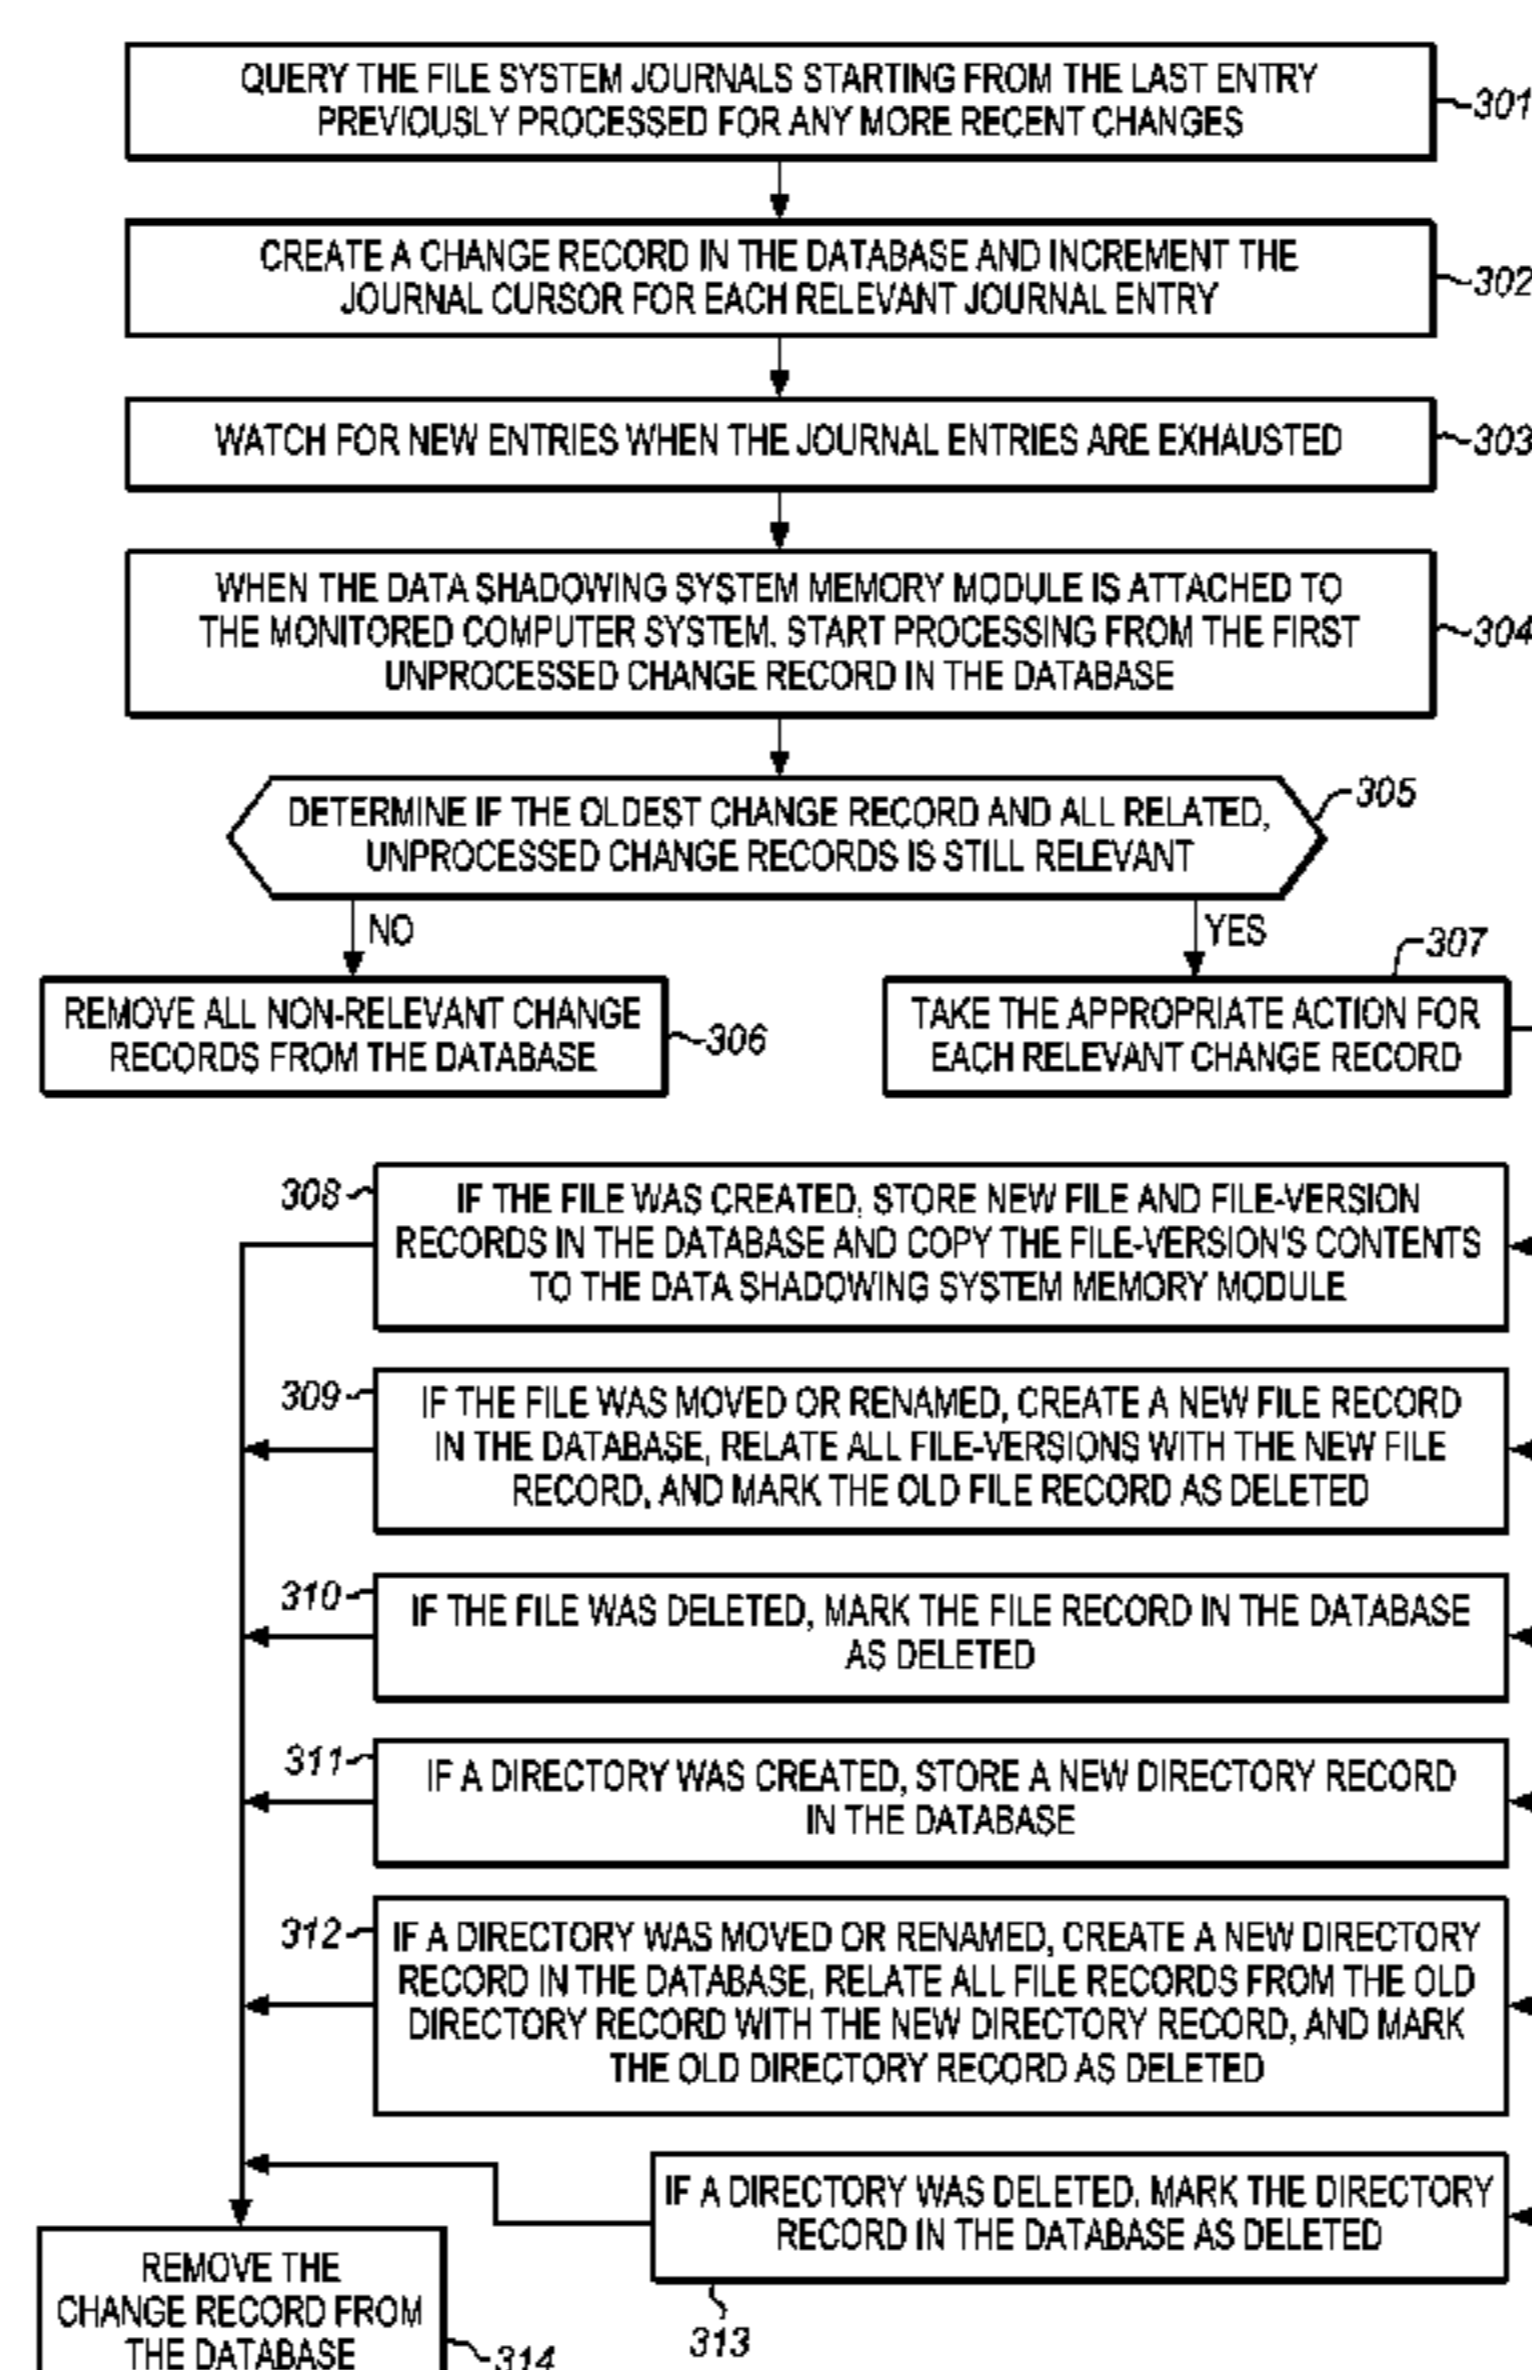 QUERY THE FILE SYSTEM JOURNALS STARTING FROM THE LAST ENTRY
PREVIOUSLY PROCESSED FOR ANY MORE RECENT CHANGES
301
CREATE A CHANGE RECORD IN THE DATABASE AND INCREMENT THE
JOURNAL CURSOR FOR EACH RELEVANT JOURNAL ENTRY
302
WATCH FOR NEW ENTRIES WHEN THE JOURNAL ENTRIES ARE EXHAUSTED
303
WHEN THE DATA SHADOWING SYSTEM MEMORY MODULE IS ATTACHED TO
THE MONITORED COMPUTER SYSTEM, START PROCESSING FROM THE FIRST
UNPROCESSED CHANGE RECORD IN THE DATABASE
304
DETERMINE IF THE OLDEST CHANGE RECORD AND ALL RELATED,
UNPROCESSED CHANGE RECORDS IS STILL RELEVANT
305
NO
YES
REMOVE ALL NON-RELEVANT CHANGE
RECORDS FROM THE DATABASE
306
307
TAKE THE APPROPRIATE ACTION FOR
EACH RELEVANT CHANGE RECORD
308
IF THE FILE WAS CREATED, STORE NEW FILE AND FILE-VERSION
RECORDS IN THE DATABASE AND COPY THE FILE-VERSION'S CONTENTS
TO THE DATA SHADOWING SYSTEM MEMORY MODULE
309
IF THE FILE WAS MOVED OR RENAMED, CREATE A NEW FILE RECORD
IN THE DATABASE, RELATE ALL FILE-VERSIONS WITH THE NEW FILE
RECORD, AND MARK THE OLD FILE RECORD AS DELETED
310
IF THE FILE WAS DELETED, MARK THE FILE RECORD IN THE DATABASE
AS DELETED
311
IF A DIRECTORY WAS CREATED, STORE A NEW DIRECTORY RECORD
IN THE DATABASE
312
IF A DIRECTORY WAS MOVED OR RENAMED, CREATE A NEW DIRECTORY
RECORD IN THE DATABASE, RELATE ALL FILE RECORDS FROM THE OLD
DIRECTORY RECORD WITH THE NEW DIRECTORY RECORD, AND MARK
THE OLD DIRECTORY RECORD AS DELETED
IF A DIRECTORY WAS DELETED, MARK THE DIRECTORY
RECORD IN THE DATABASE AS DELETED
313
REMOVE THE
CHANGE RECORD FROM
THE DATABASE
314